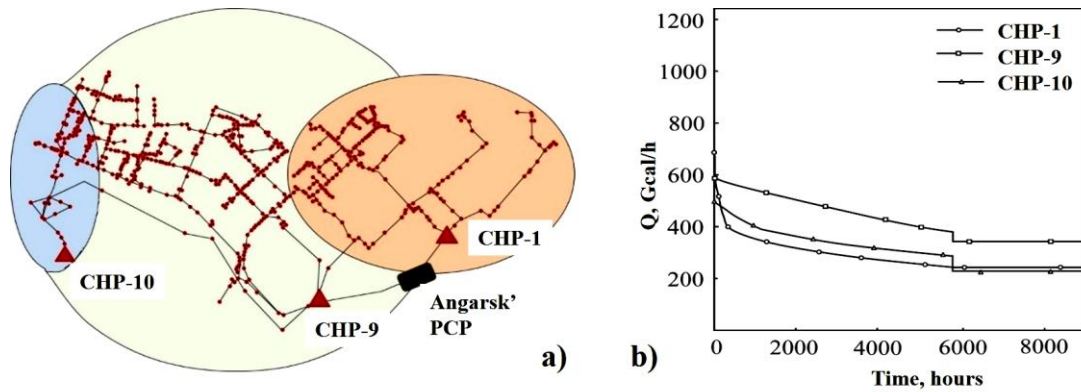 CHP-10
CHP-9
CHP-1
Angarsk’
PCP
a)
Q, Gcal/h
1200
1000
800
600
400
200
0
2000
4000
6000
8000
Time, hours
CHP-1
CHP-9
CHP-10
b)